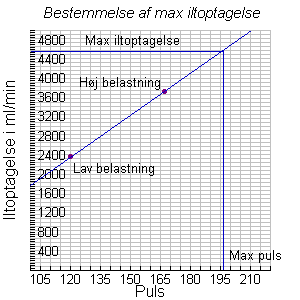 Bestemmelse af max iltoptagelse
4800
Max iltoptagelse
4400
4000
Høj belastning
3600
3200
2800
2400
Lav belastning
2000
1600
1200
800
400
Max puls
105 120 135 150 165 180 195 210
Puls
Iltoptagelse i ml/min